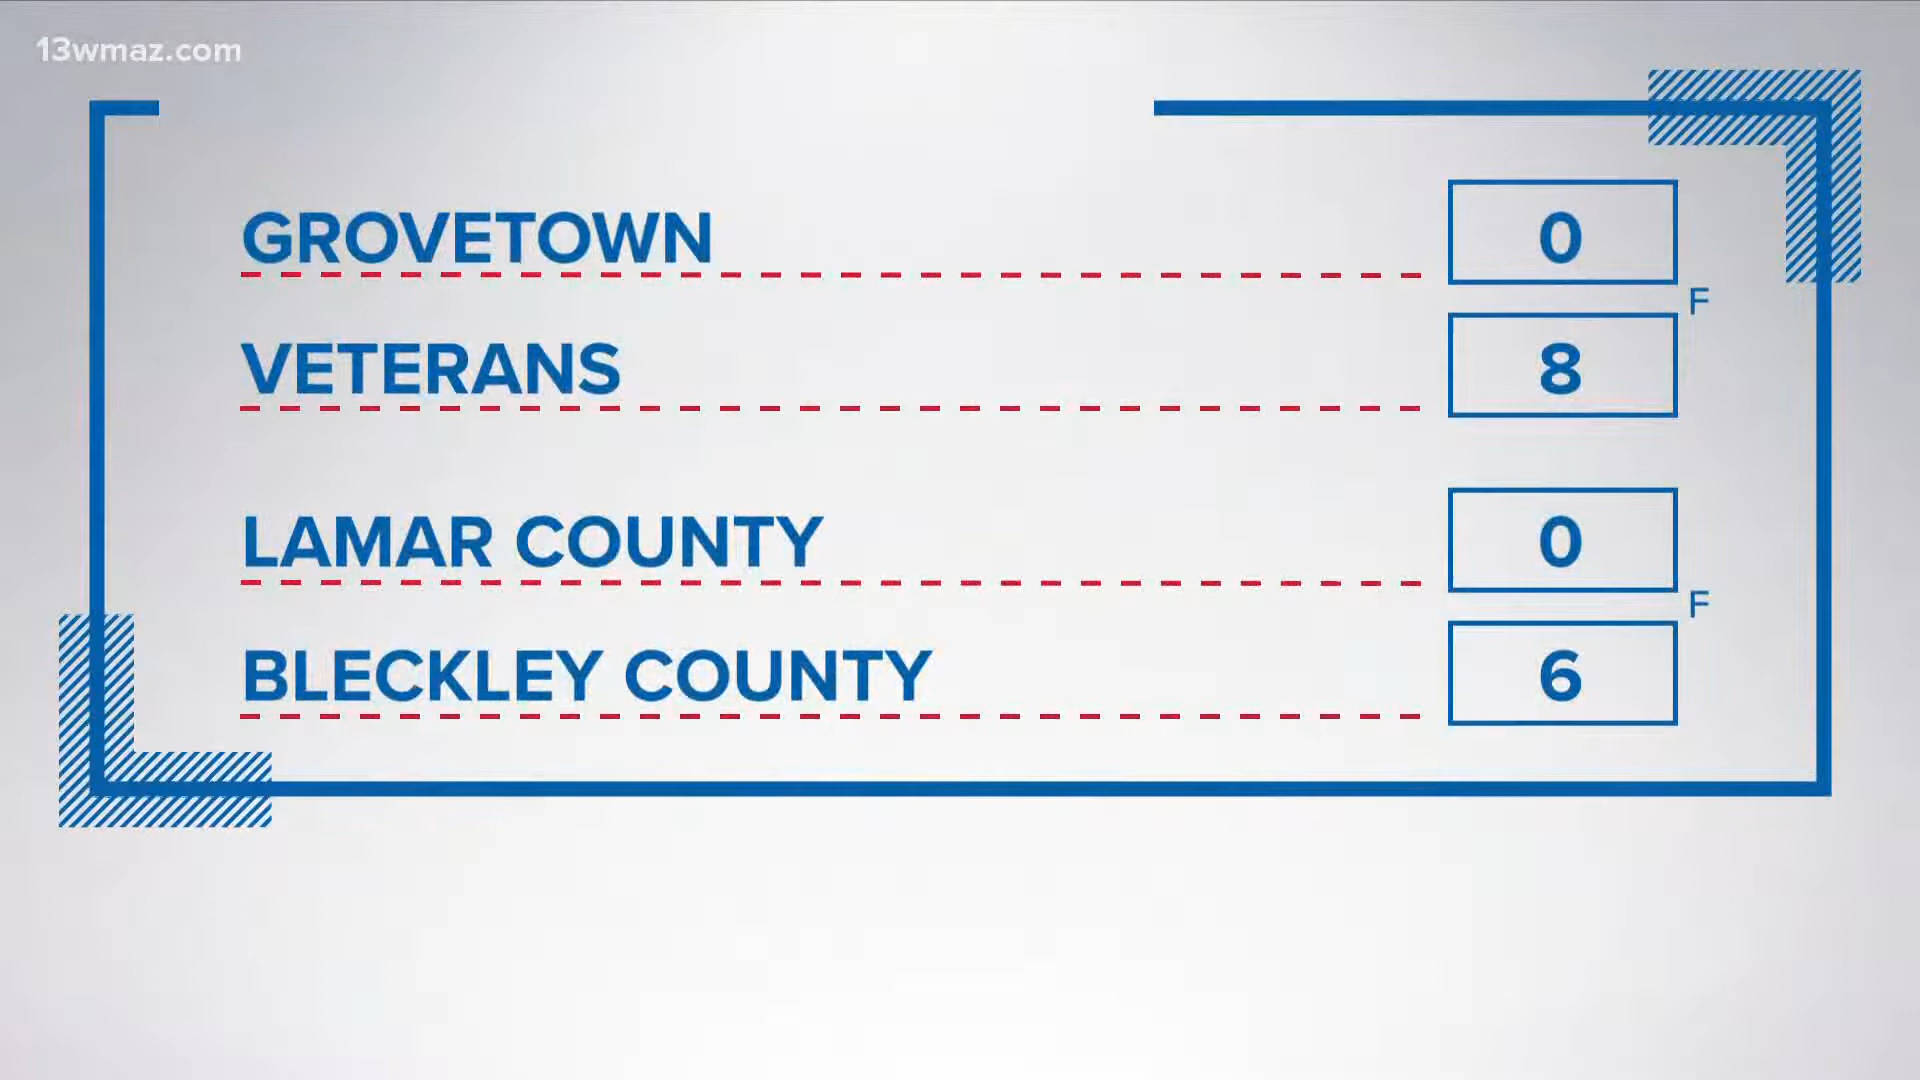 13wmaz.com
GROVETOWN 0
F
VETERANS 8
LAMAR COUNTY 0
F
BLECKLEY COUNTY 6